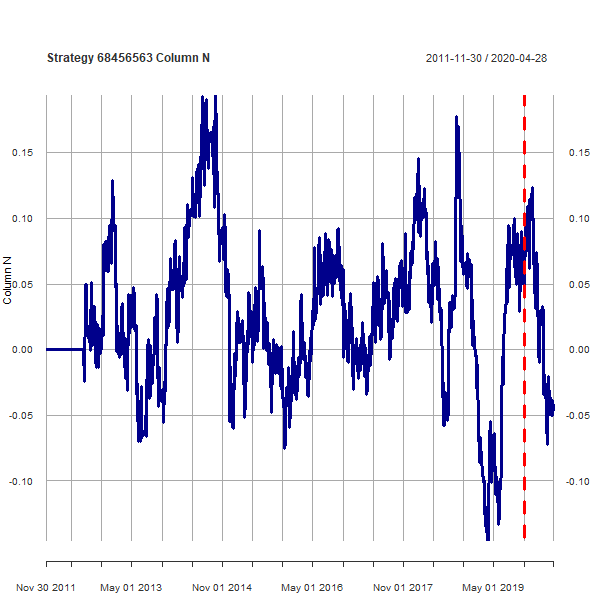 Strategy 68456563 Column N
2011-11-30 / 2020-04-28
Column N
0.15
0.10
0.05
0.00
-0.05
-0.10
0.15
0.10
0.05
0.00
-0.05
-0.10
Nov 30 2011
May 01 2013
Nov 01 2014
May 01 2016
Nov 01 2017
May 01 2019